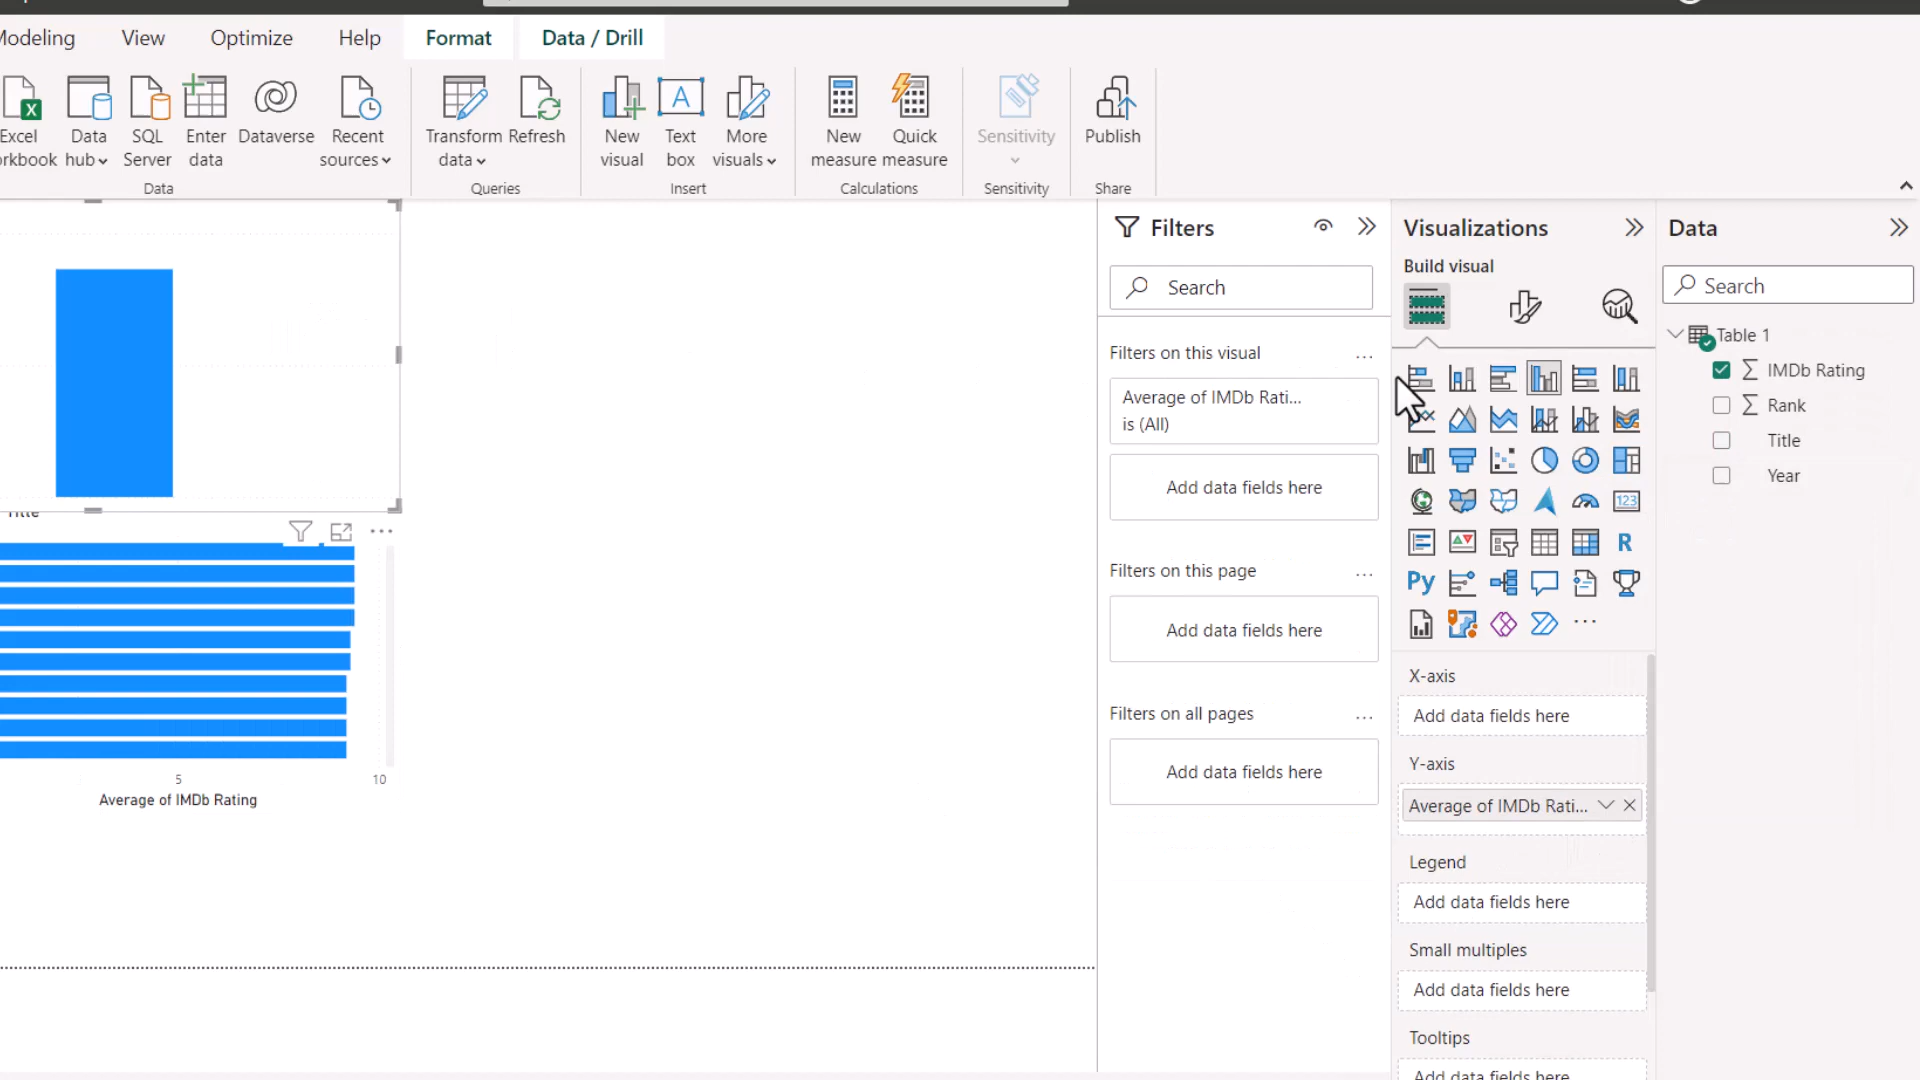 Modeling View Optimize Help Format Data / Drill
Excel Data SQL Enter Dataverse Recent Transform Refresh New Text More New Quick Sensitivity Publish
orkbook hub Server data sources data visual box visuals measure measure
Data Queries Insert Calculations Sensitivity Share
Filters
Search
Filters on this visual
...
Average of IMDb Rati...
is (All)
Add data fields here
Filters on this page
...
Add data fields here
Filters on all pages
...
Add data fields here
Visualizations
Build visual
123
R
Py
...
X-axis
Add data fields here
Y-axis
Average of IMDb Rati...
Legend
Add data fields here
Small multiples
Add data fields here
Tooltips
Add data fields here
Data
Search
Table 1
IMDb Rating
Rank
Title
Year
Title
...
5 10
Average of IMDb Rating